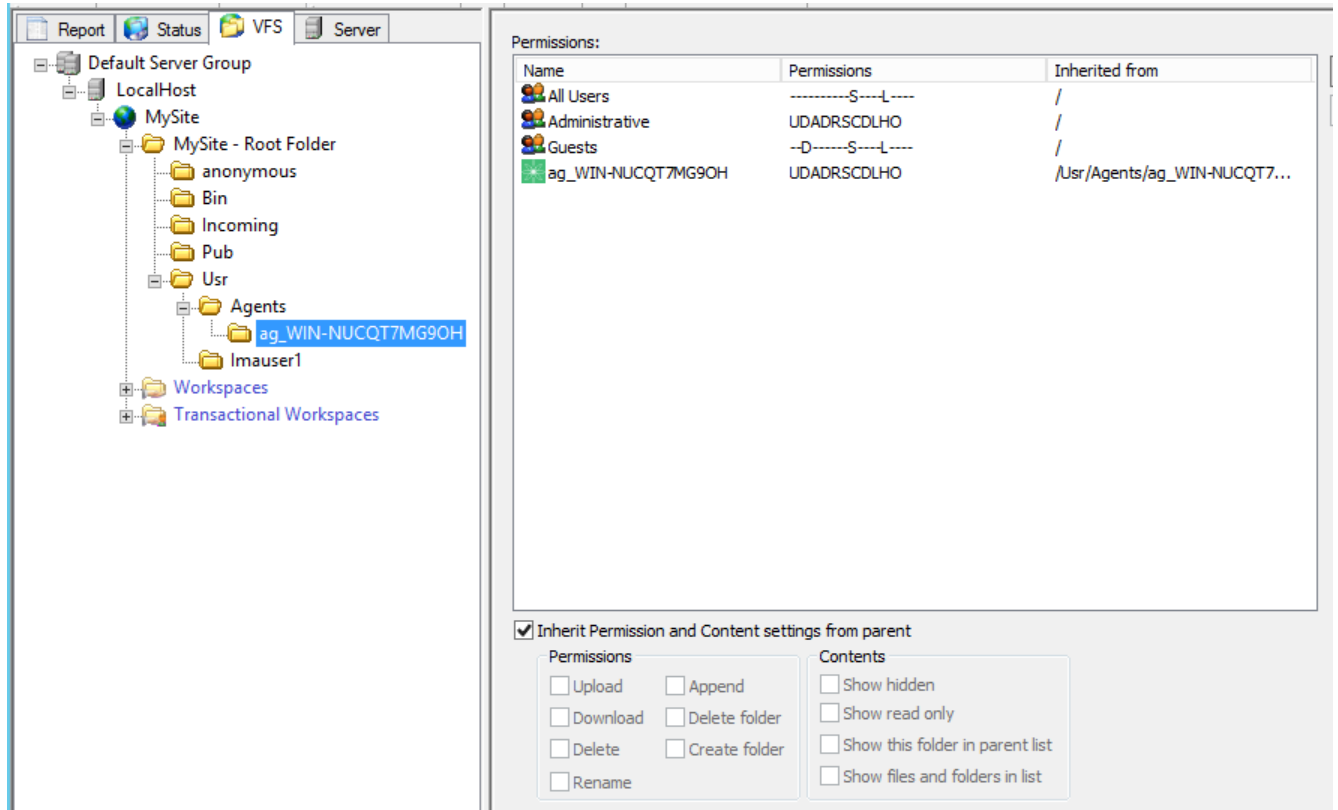 Report Status VFS Server
Default Server Group
LocalHost
MySite
MySite - Root Folder
anonymous
Bin
Incoming
Pub
Usr
Agents
ag_WIN-NUCQT7MG9OH
lmauser1
Workspaces
Transactional Workspaces
Permissions:
Name Permissions Inherited from
All Users ----------S----L---- /
Administrative UDADRSCDLHO /
Guests --D------S----L---- /
ag_WIN-NUCQT7MG9OH UDADRSCDLHO /Usr/Agents/ag_WIN-NUCQT7...
Inherit Permission and Content settings from parent
Permissions
Upload Append
Download Delete folder
Delete Create folder
Rename
Contents
Show hidden
Show read only
Show this folder in parent list
Show files and folders in list